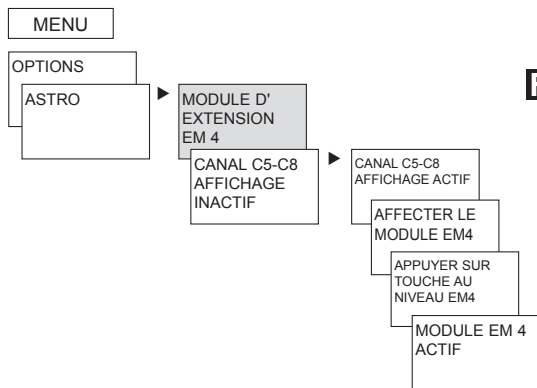 MENU
OPTIONS
ASTRO
MODULE D'
EXTENSION
EM 4
CANAL C5-C8
AFFICHAGE
INACTIF
CANAL C5-C8
AFFICHAGE ACTIF
AFFECTER LE
MODULE EM4
APPUYER SUR
TOUCHE AU
NIVEAU EM4
MODULE EM 4
ACTIF